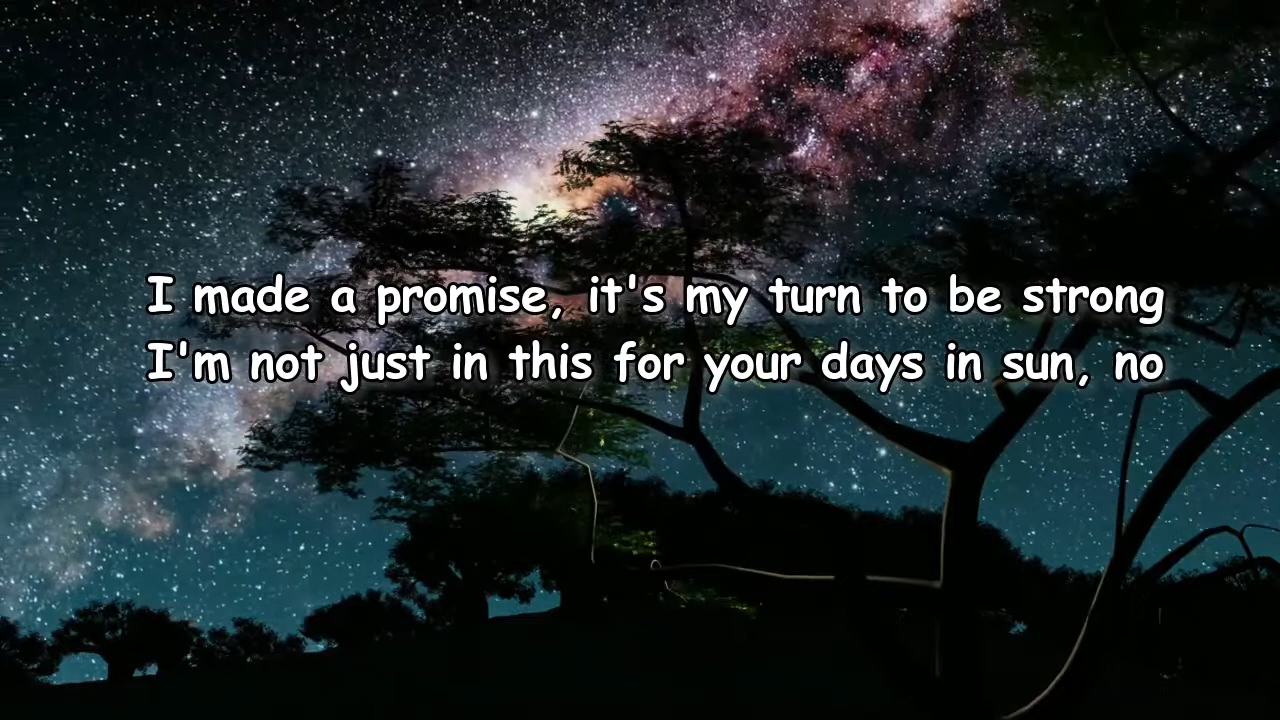 I made a promise, it's my turn to be strong
I'm not just in this for your days in sun, no